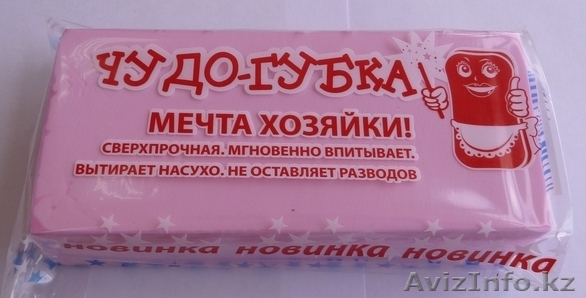 ЧУДО-ГУБКА
МЕЧТА ХОЗЯЙКИ!
СВЕРХПРОЧНАЯ. МГНОВЕННО ВПИТЫВАЕТ.
ВЫТИРАЕТ НАСУХО. НЕ ОСТАВЛЯЕТ РАЗВОДОВ
новинка новинка новинка
AvizInfo.kz